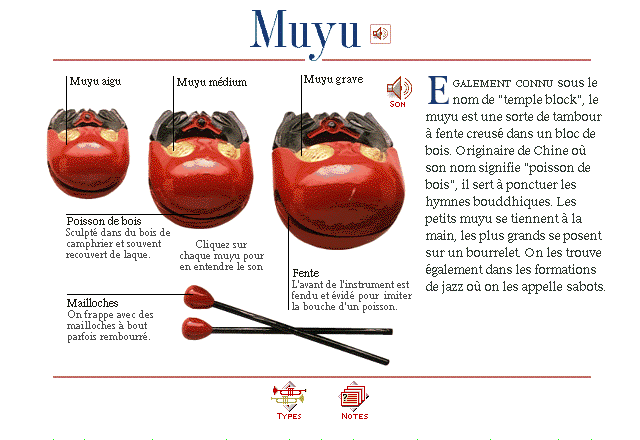 Muyu
Muyu aigu
Muyu médium
Muyu grave
Son
EGALEMENT CONNU sous le
nom de "temple block", le
muyu est une sorte de tambour
à fente creusé dans un bloc de
bois. Originaire de Chine où
son nom signifie "poisson de
bois", il sert à ponctuer les
hymnes bouddhiques. Les
petits muyu se tiennent à la
main, les plus grands se posent
sur un bourrelet. On les trouve
également dans les formations
de jazz où on les appelle sabots.
Poisson de bois
Sculpté dans du bois de
camphrier et souvent
recouvert de laque.
Cliquez sur
chaque muyu pour
en entendre le son
Fente
L'avant de l'instrument est
fendu et évidé pour imiter
la bouche d'un poisson.
Mailloches
On frappe avec des
mailloches à bout
parfois rembourré.
Types
Notes